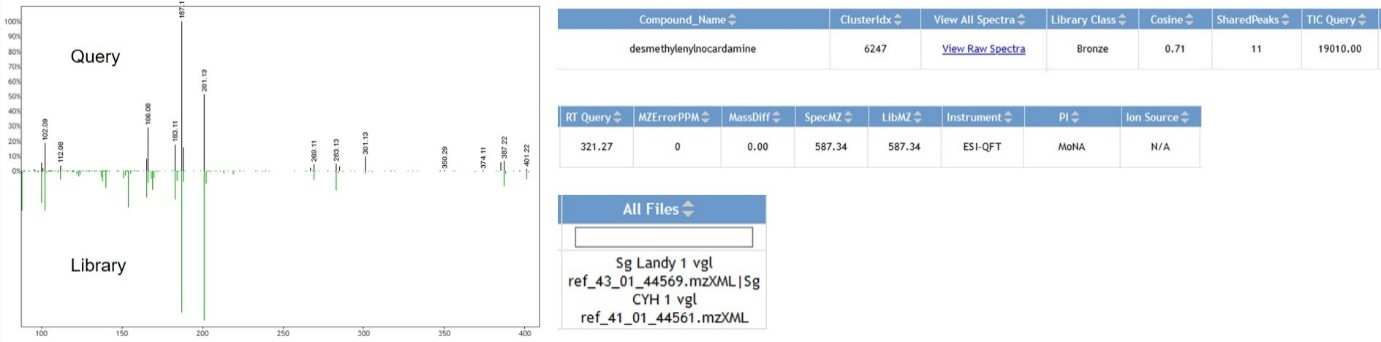 187.1
100%
90%
80%
70%
60%
50%
40%
30%
20%
10%
0%
Query
102.09
112.08
166.08
183.11
201.13
269.11
283.13
301.13
350.29
374.11
387.22
401.22
Library
100 150 200 250 300 350 400
Compound_Name ClusterIdx View All Spectra Library Class Cosine SharedPeaks TIC Query
desmethylenylnocardamine 6247 View Raw Spectra Bronze 0.71 11 19010.00
RT Query MZErrorPPM MassDiff SpecMZ LibMZ Instrument PI Ion Source
321.27 0 0.00 587.34 587.34 ESI-QFT MoNA N/A
All Files
Sg Landy 1 vgl
ref_43_01_44569.mzXML|Sg
CYH 1 vgl
ref_41_01_44561.mzXML